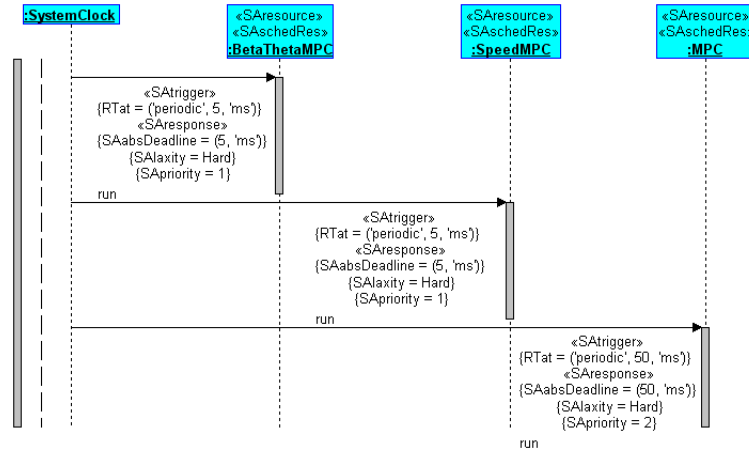 :SystemClock
«SAresource»
«SAschedRes»
:BetaThetaMPC
«SAresource»
«SAschedRes»
:SpeedMPC
«SAresource»
«SAschedRes»
:MPC
«SAtrigger»
{RTat = ('periodic', 5, 'ms')}
«SAresponse»
{SAabsDeadline = (5, 'ms')}
{SAlaxity = Hard}
{SApriority = 1}
run
«SAtrigger»
{RTat = ('periodic', 5, 'ms')}
«SAresponse»
{SAabsDeadline = (5, 'ms')}
{SAlaxity = Hard}
{SApriority = 1}
run
«SAtrigger»
{RTat = ('periodic', 50, 'ms')}
«SAresponse»
{SAabsDeadline = (50, 'ms')}
{SAlaxity = Hard}
{SApriority = 2}
run